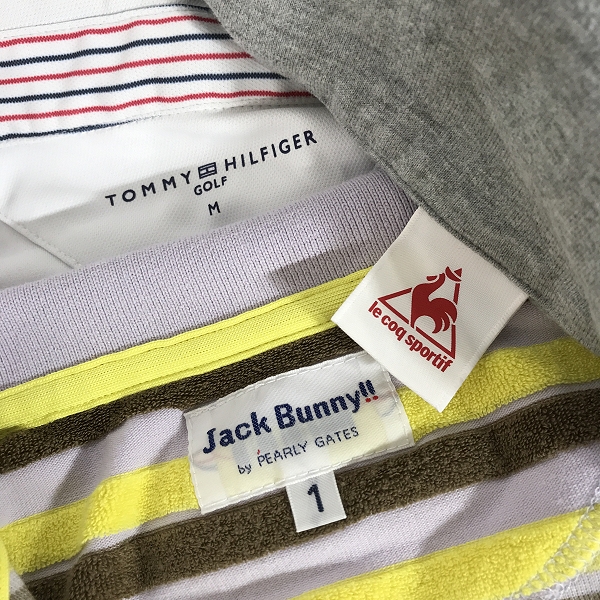 TOMMY HILFIGER
GOLF
M
le coq sportif
Jack Bunny!!
by PEARLY GATES
1